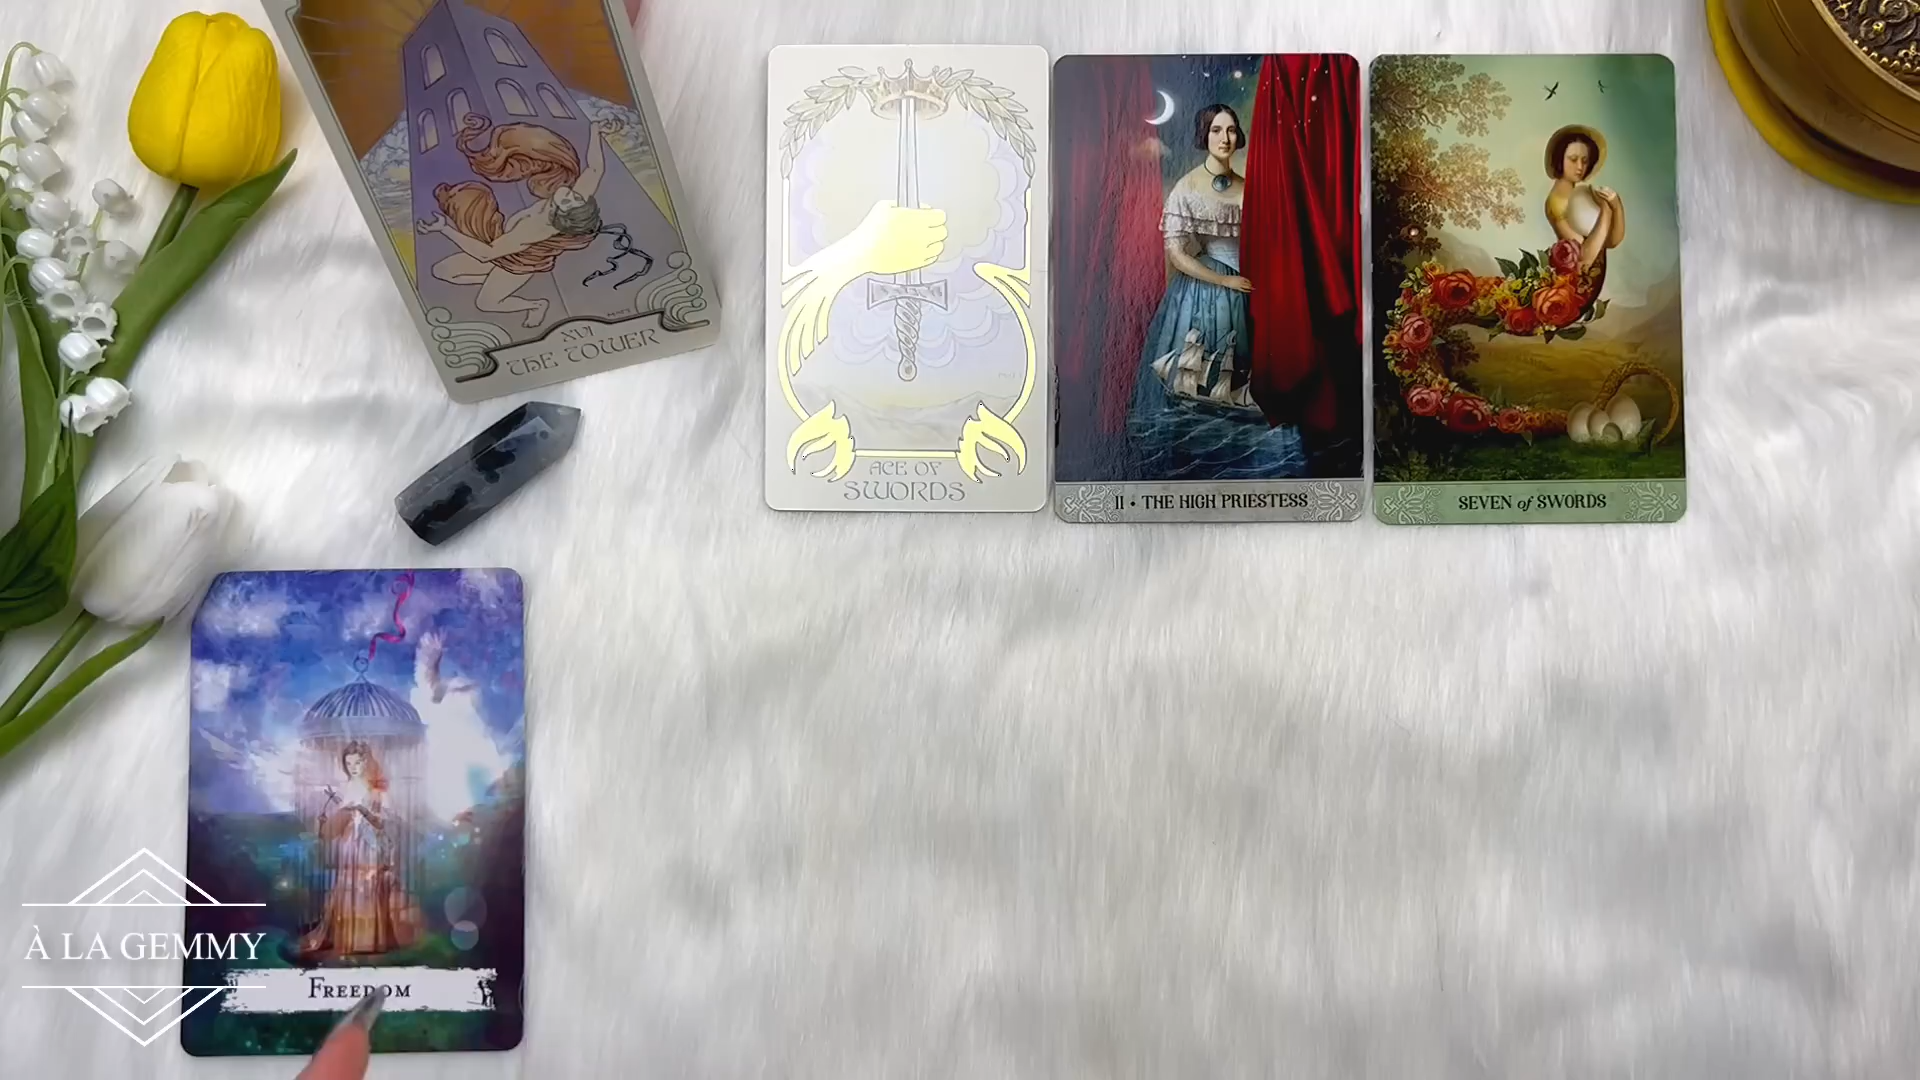 XVI
THE TOWER
ACE OF
SWORDS
II • THE HIGH PRIESTESS
SEVEN of SWORDS
FREEDOM
À LA GEMMY